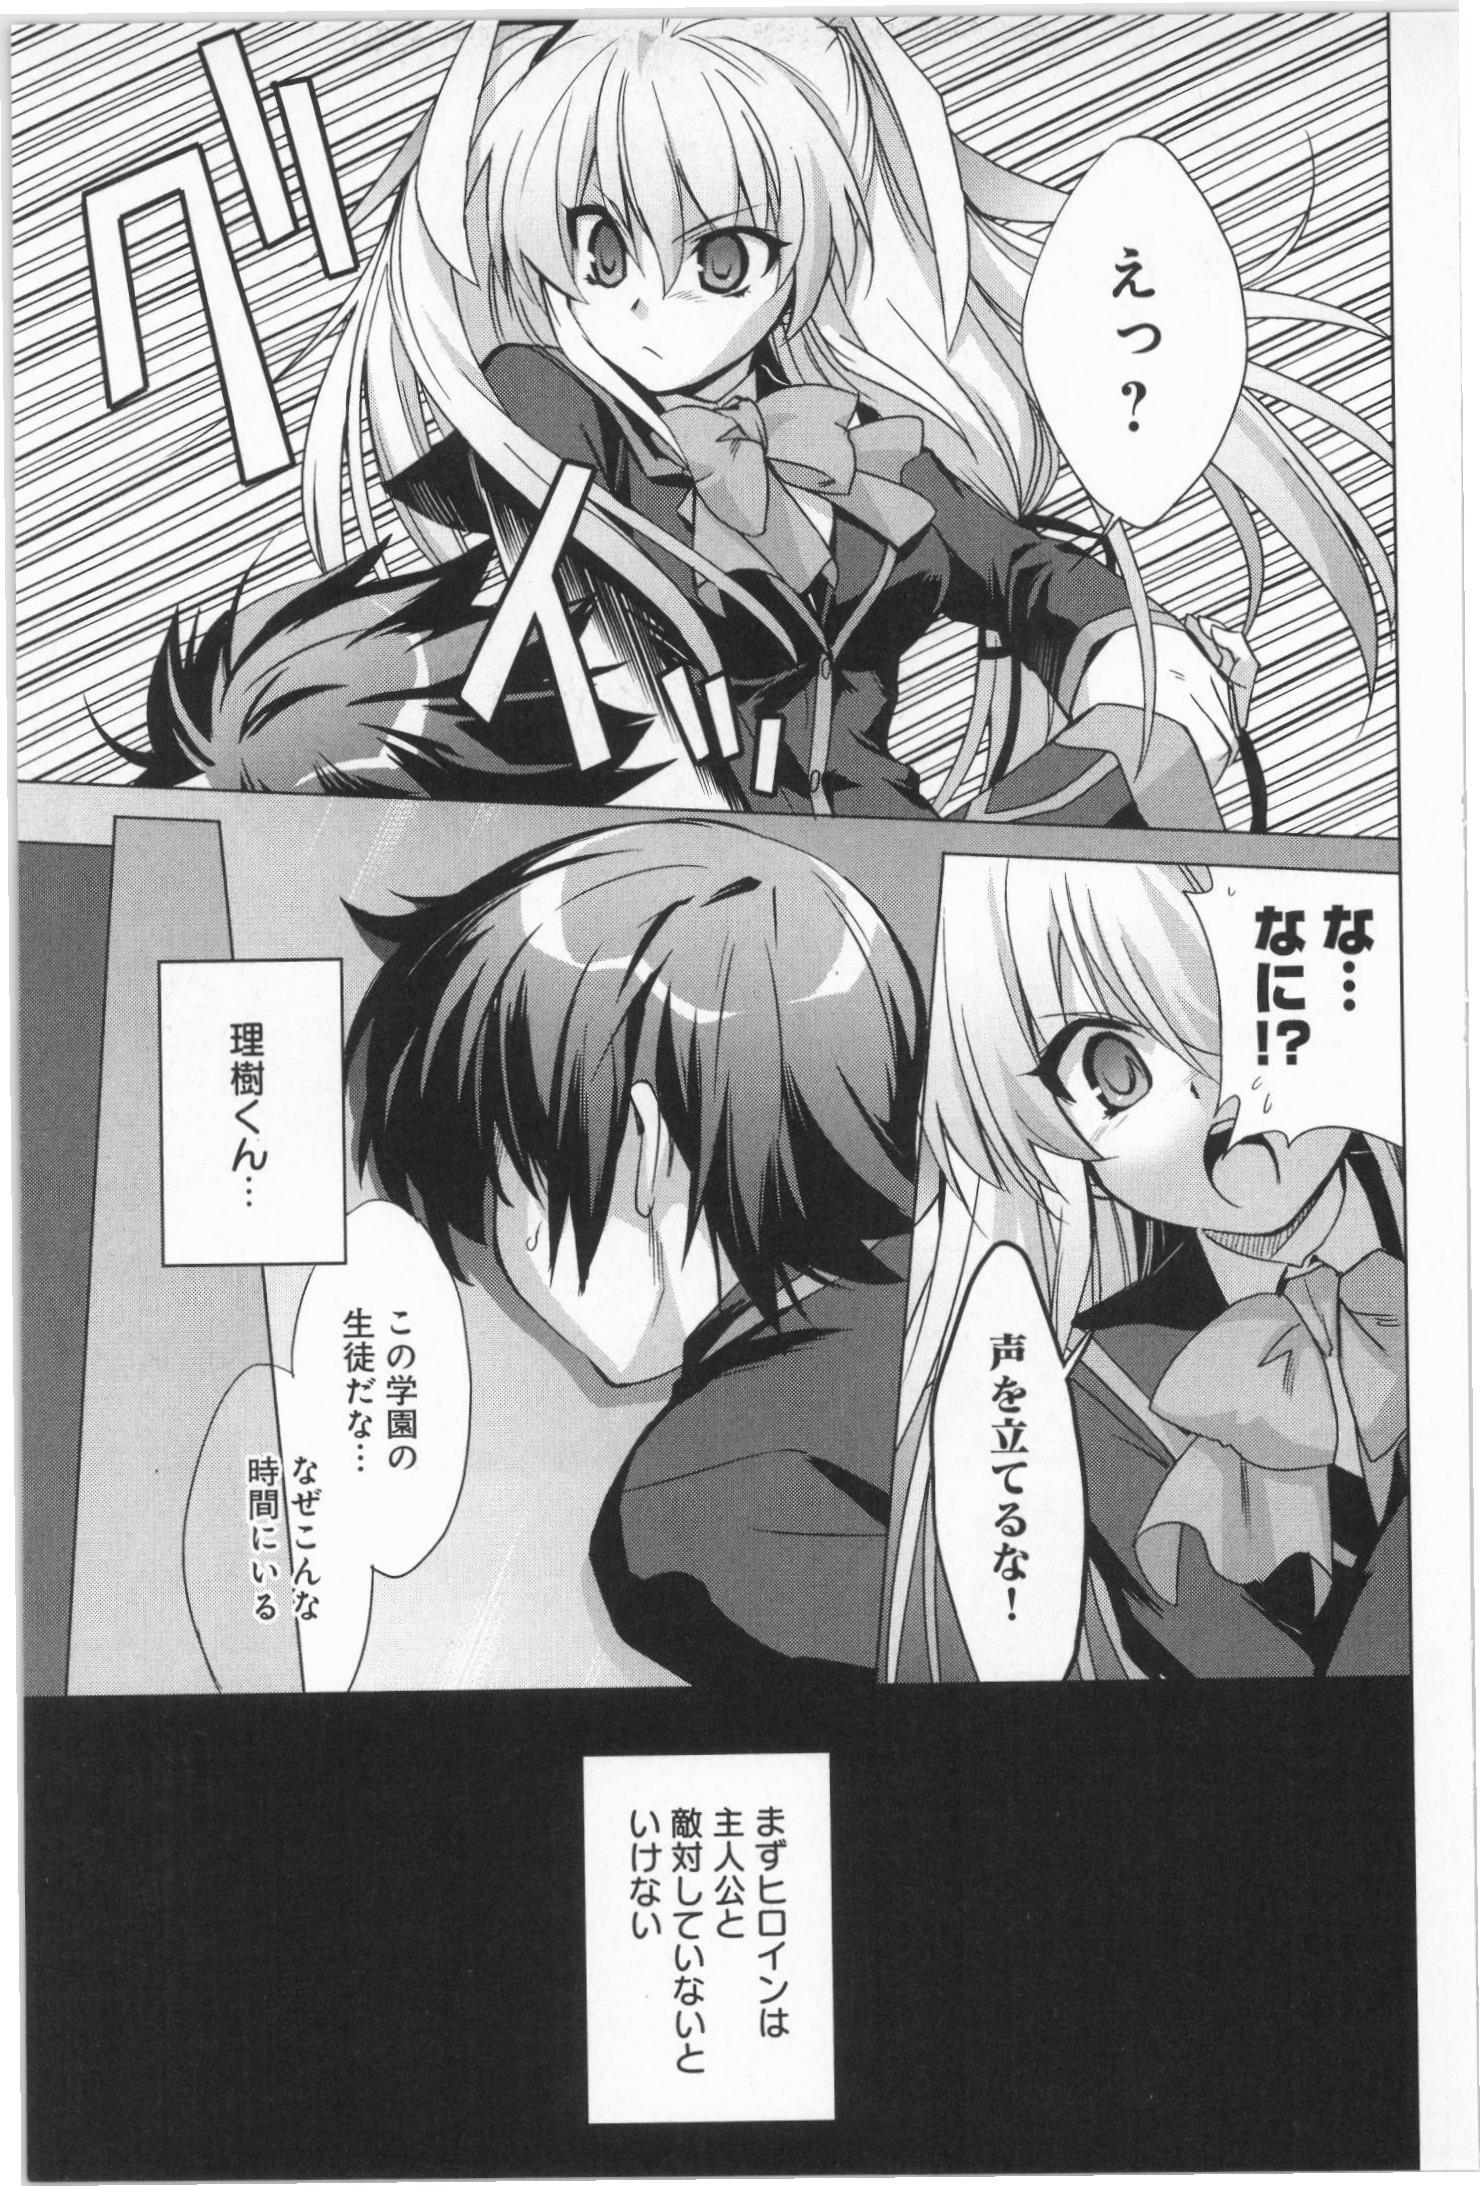 えっ?
グバッ
な…
なに!?
声を立てるな!
理樹くん…
この学園の
生徒だな…
なぜこんな
時間にいる
まずヒロインは
主人公と
敵対していないと
いけない